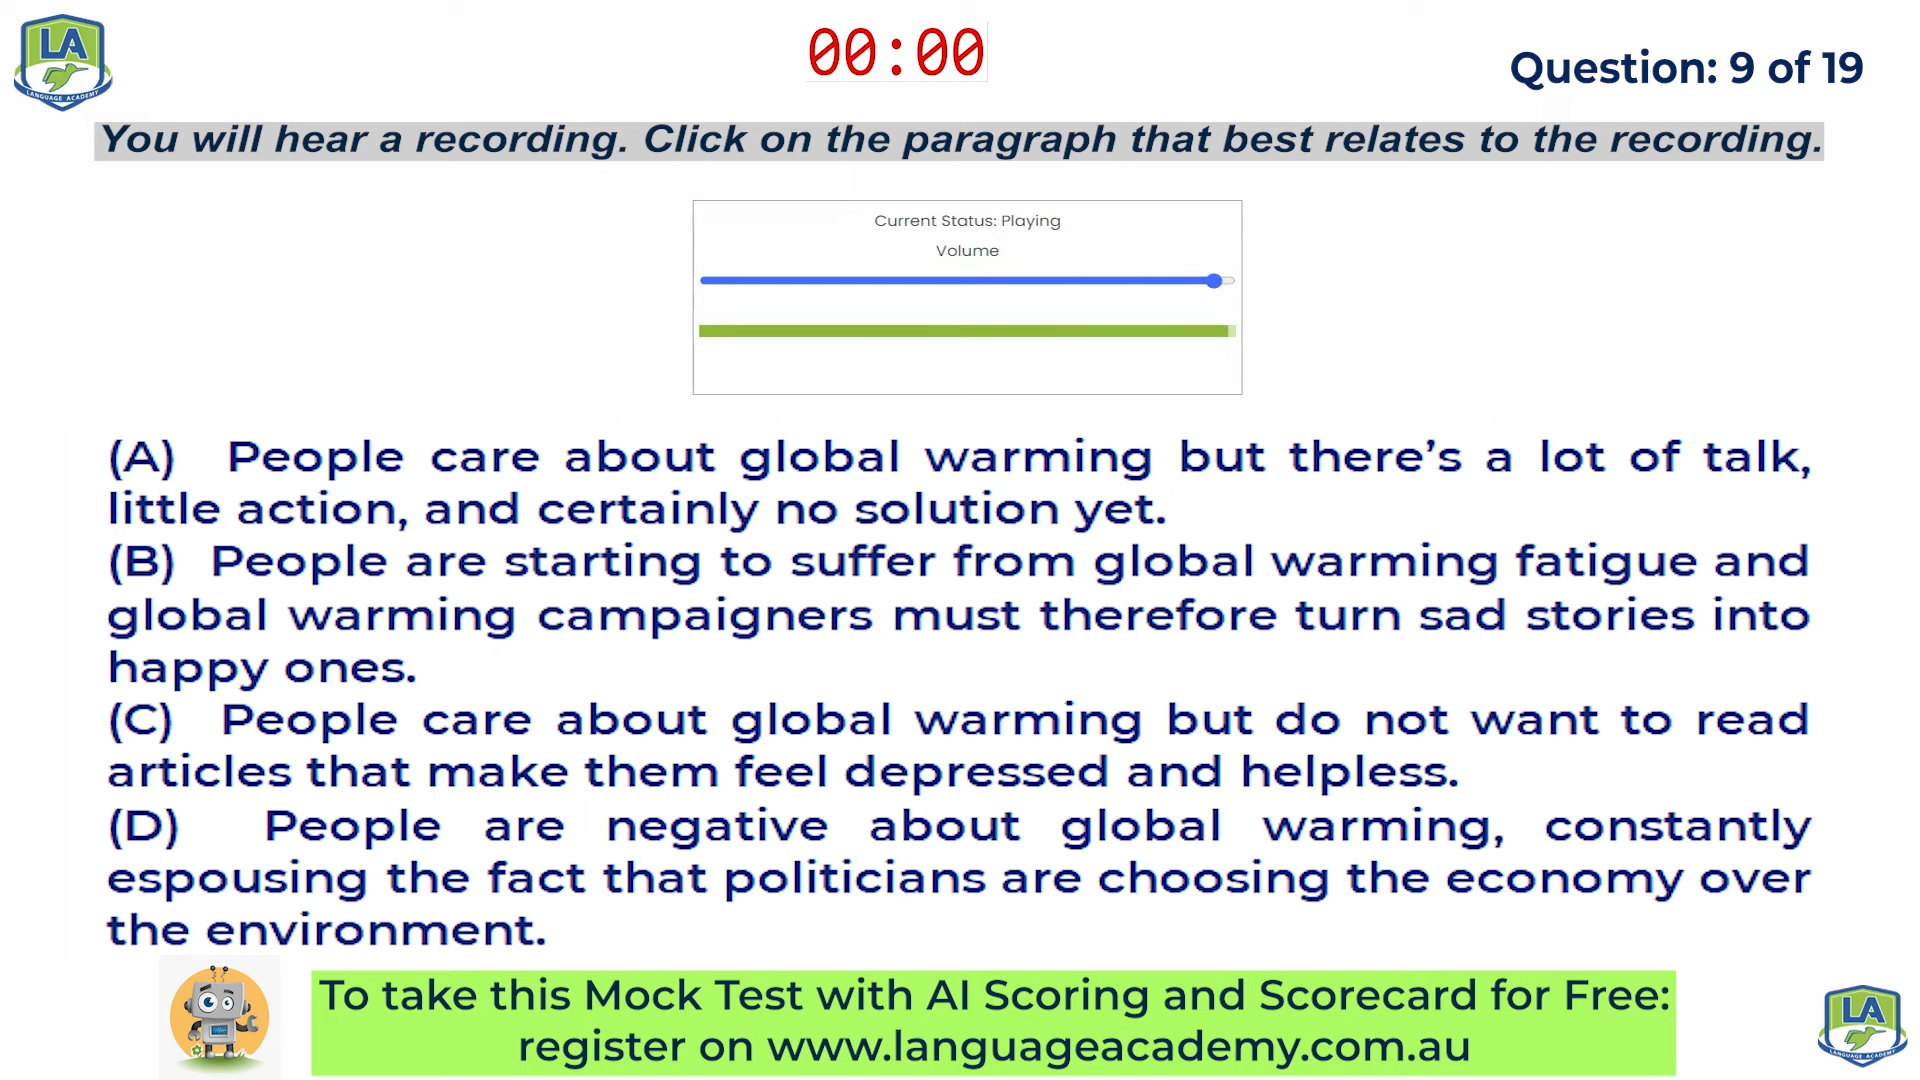 LA
LANGUAGE ACADEMY
00:00
Question: 9 of 19
You will hear a recording. Click on the paragraph that best relates to the recording.
Current Status: Playing
Volume
(A) People care about global warming but there's a lot of talk,
little action, and certainly no solution yet.
(B) People are starting to suffer from global warming fatigue and
global warming campaigners must therefore turn sad stories into
happy ones.
(C) People care about global warming but do not want to read
articles that make them feel depressed and helpless.
(D) People are negative about global warming, constantly
espousing the fact that politicians are choosing the economy over
the environment.
To take this Mock Test with AI Scoring and Scorecard for Free:
register on www.languageacademy.com.au
LA
LANGUAGE ACADEMY